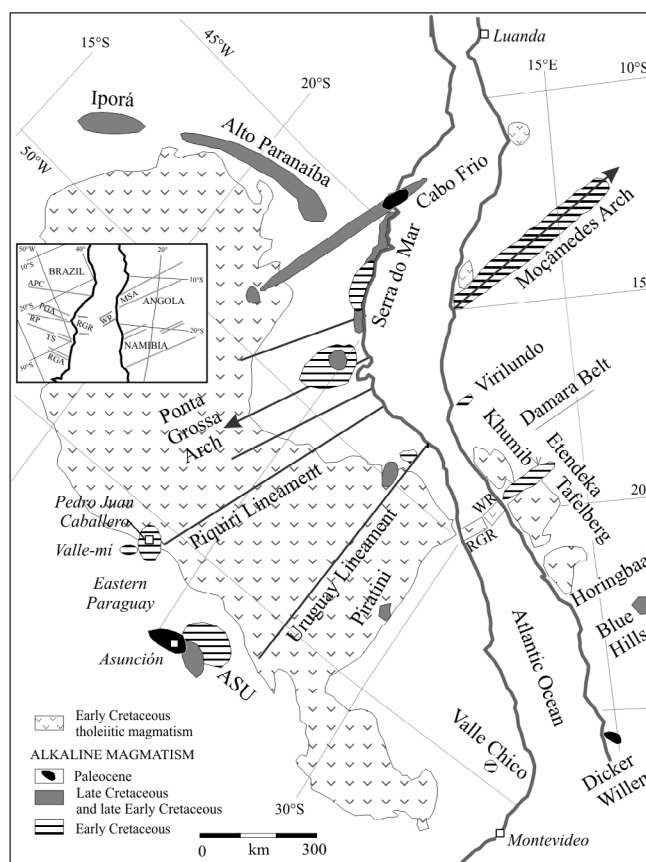 Luanda
15°S
45°W
15°E
10°S
20°S
Iporá
Alto Paranaíba
50°W
Cabo Frio
Moçâmedes Arch
50°W
40°
20°
BRAZIL
10°S
10°S
APC
MSA
ANGOLA
20°S
PGA
RGR
WR
RP
TS
20°S
NAMIBIA
RGA
30°S
Serra do Mar
15
Virilundo
Damara Belt
Ponta
Grossa
Arch
Khumib
Etendeka
Tafelberg
Pedro Juan
Caballero
Piquiri Lineament
WR
20
Valle-mí
RGR
Uruguay Lineament
Horingbaa
Eastern
Paraguay
Piratini
Blue
Hills
Asunción
ASU
Atlantic Ocean
Early Cretaceous
tholeiitic magmatism
ALKALINE MAGMATISM
Paleocene
Late Cretaceous
and late Early Cretaceous
Early Cretaceous
Valle Chico
Dicker
Willen
30°S
0
km
300
Montevideo